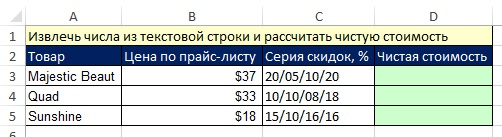 A B C D
1 Извлечь числа из текстовой строки и рассчитать чистую стоимость
2 Товар Цена по прайс-листу Серия скидок, % Чистая стоимость
3 Majestic Beaut $37 20/05/10/20
4 Quad $33 10/10/08/18
5 Sunshine $18 15/10/16/16
6